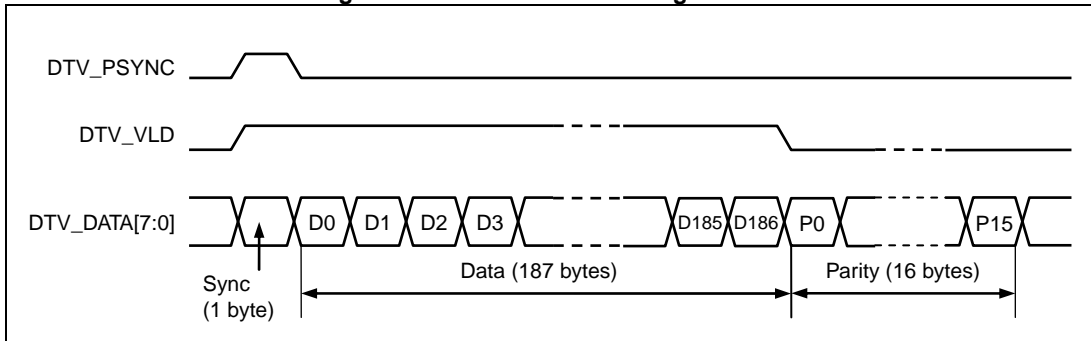 DTV_PSYNC
DTV_VLD
DTV_DATA[7:0] D0 D1 D2 D3 D185 D186 P0 P15
Sync Data (187 bytes) Parity (16 bytes)
(1 byte)